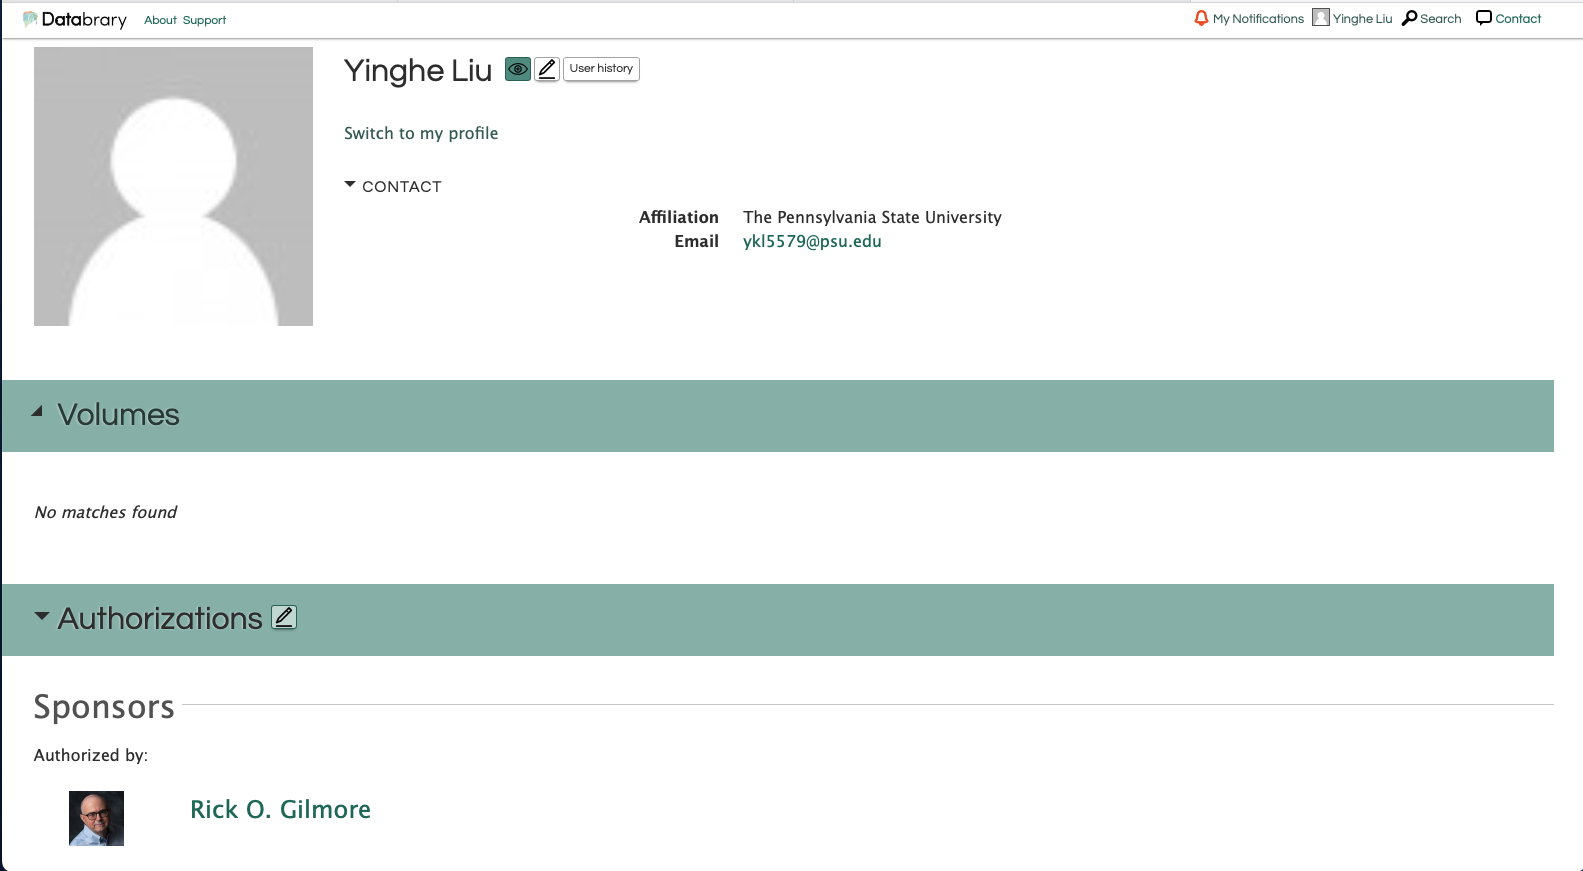 Databrary About Support My Notifications Yinghe Liu Search Contact
Yinghe Liu User history
Switch to my profile
CONTACT
Affiliation The Pennsylvania State University
Email ykl5579@psu.edu
Volumes
No matches found
Authorizations
Sponsors
Authorized by:
Rick O. Gilmore